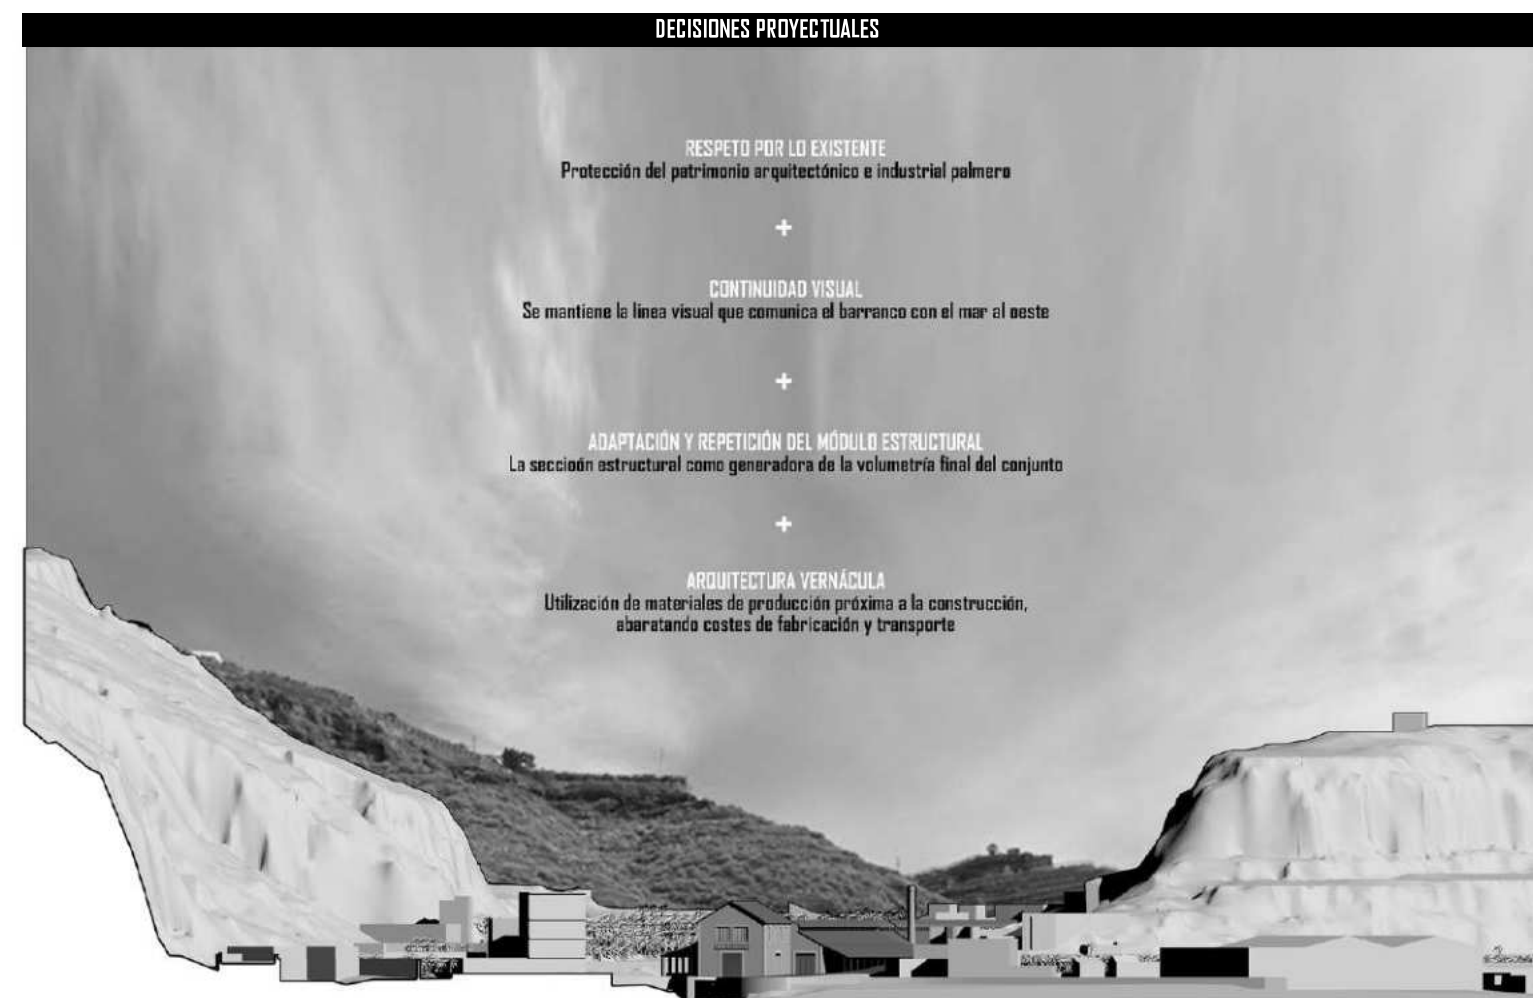 DECISIONES PROYECTUALES
RESPETO POR LO EXISTENTE
Protección del patrimonio arquitectónico e industrial palmero
+
CONTINUIDAD VISUAL
Se mantiene la linea visual que comunica el barranco con el mar al oeste
+
ADAPTACIÓN Y REPETICIÓN DEL MÓDULO ESTRUCTURAL
La seccioón estructural como generadora de la volumetría final del conjunto
+
ARQUITECTURA VERNÁCULA
Utilización de materiales de producción próxima a la construcción,
abaratando costes de fabricación y transporte